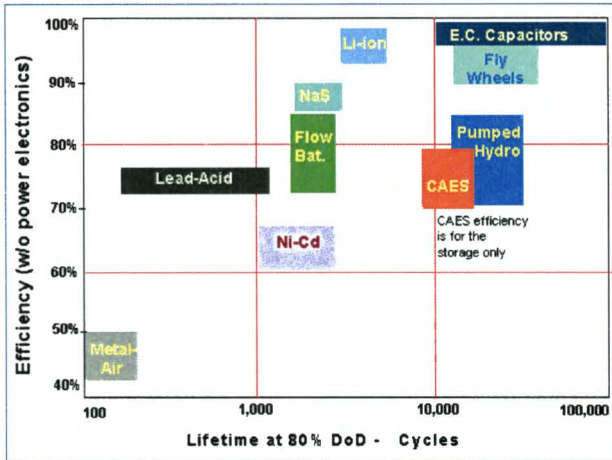 100%
90%
80%
70%
60%
50%
40%
Efficiency (w/o power electronics)
Li-ion
E.C. Capacitors
Fly
Wheels
NaS
Flow
Bat.
Pumped
Hydro
Lead-Acid
CAES
CAES efficiency
is for the
storage only
Ni-Cd
Metal-
Air
100
1,000
10,000
100,000
Lifetime at 80% DoD - Cycles